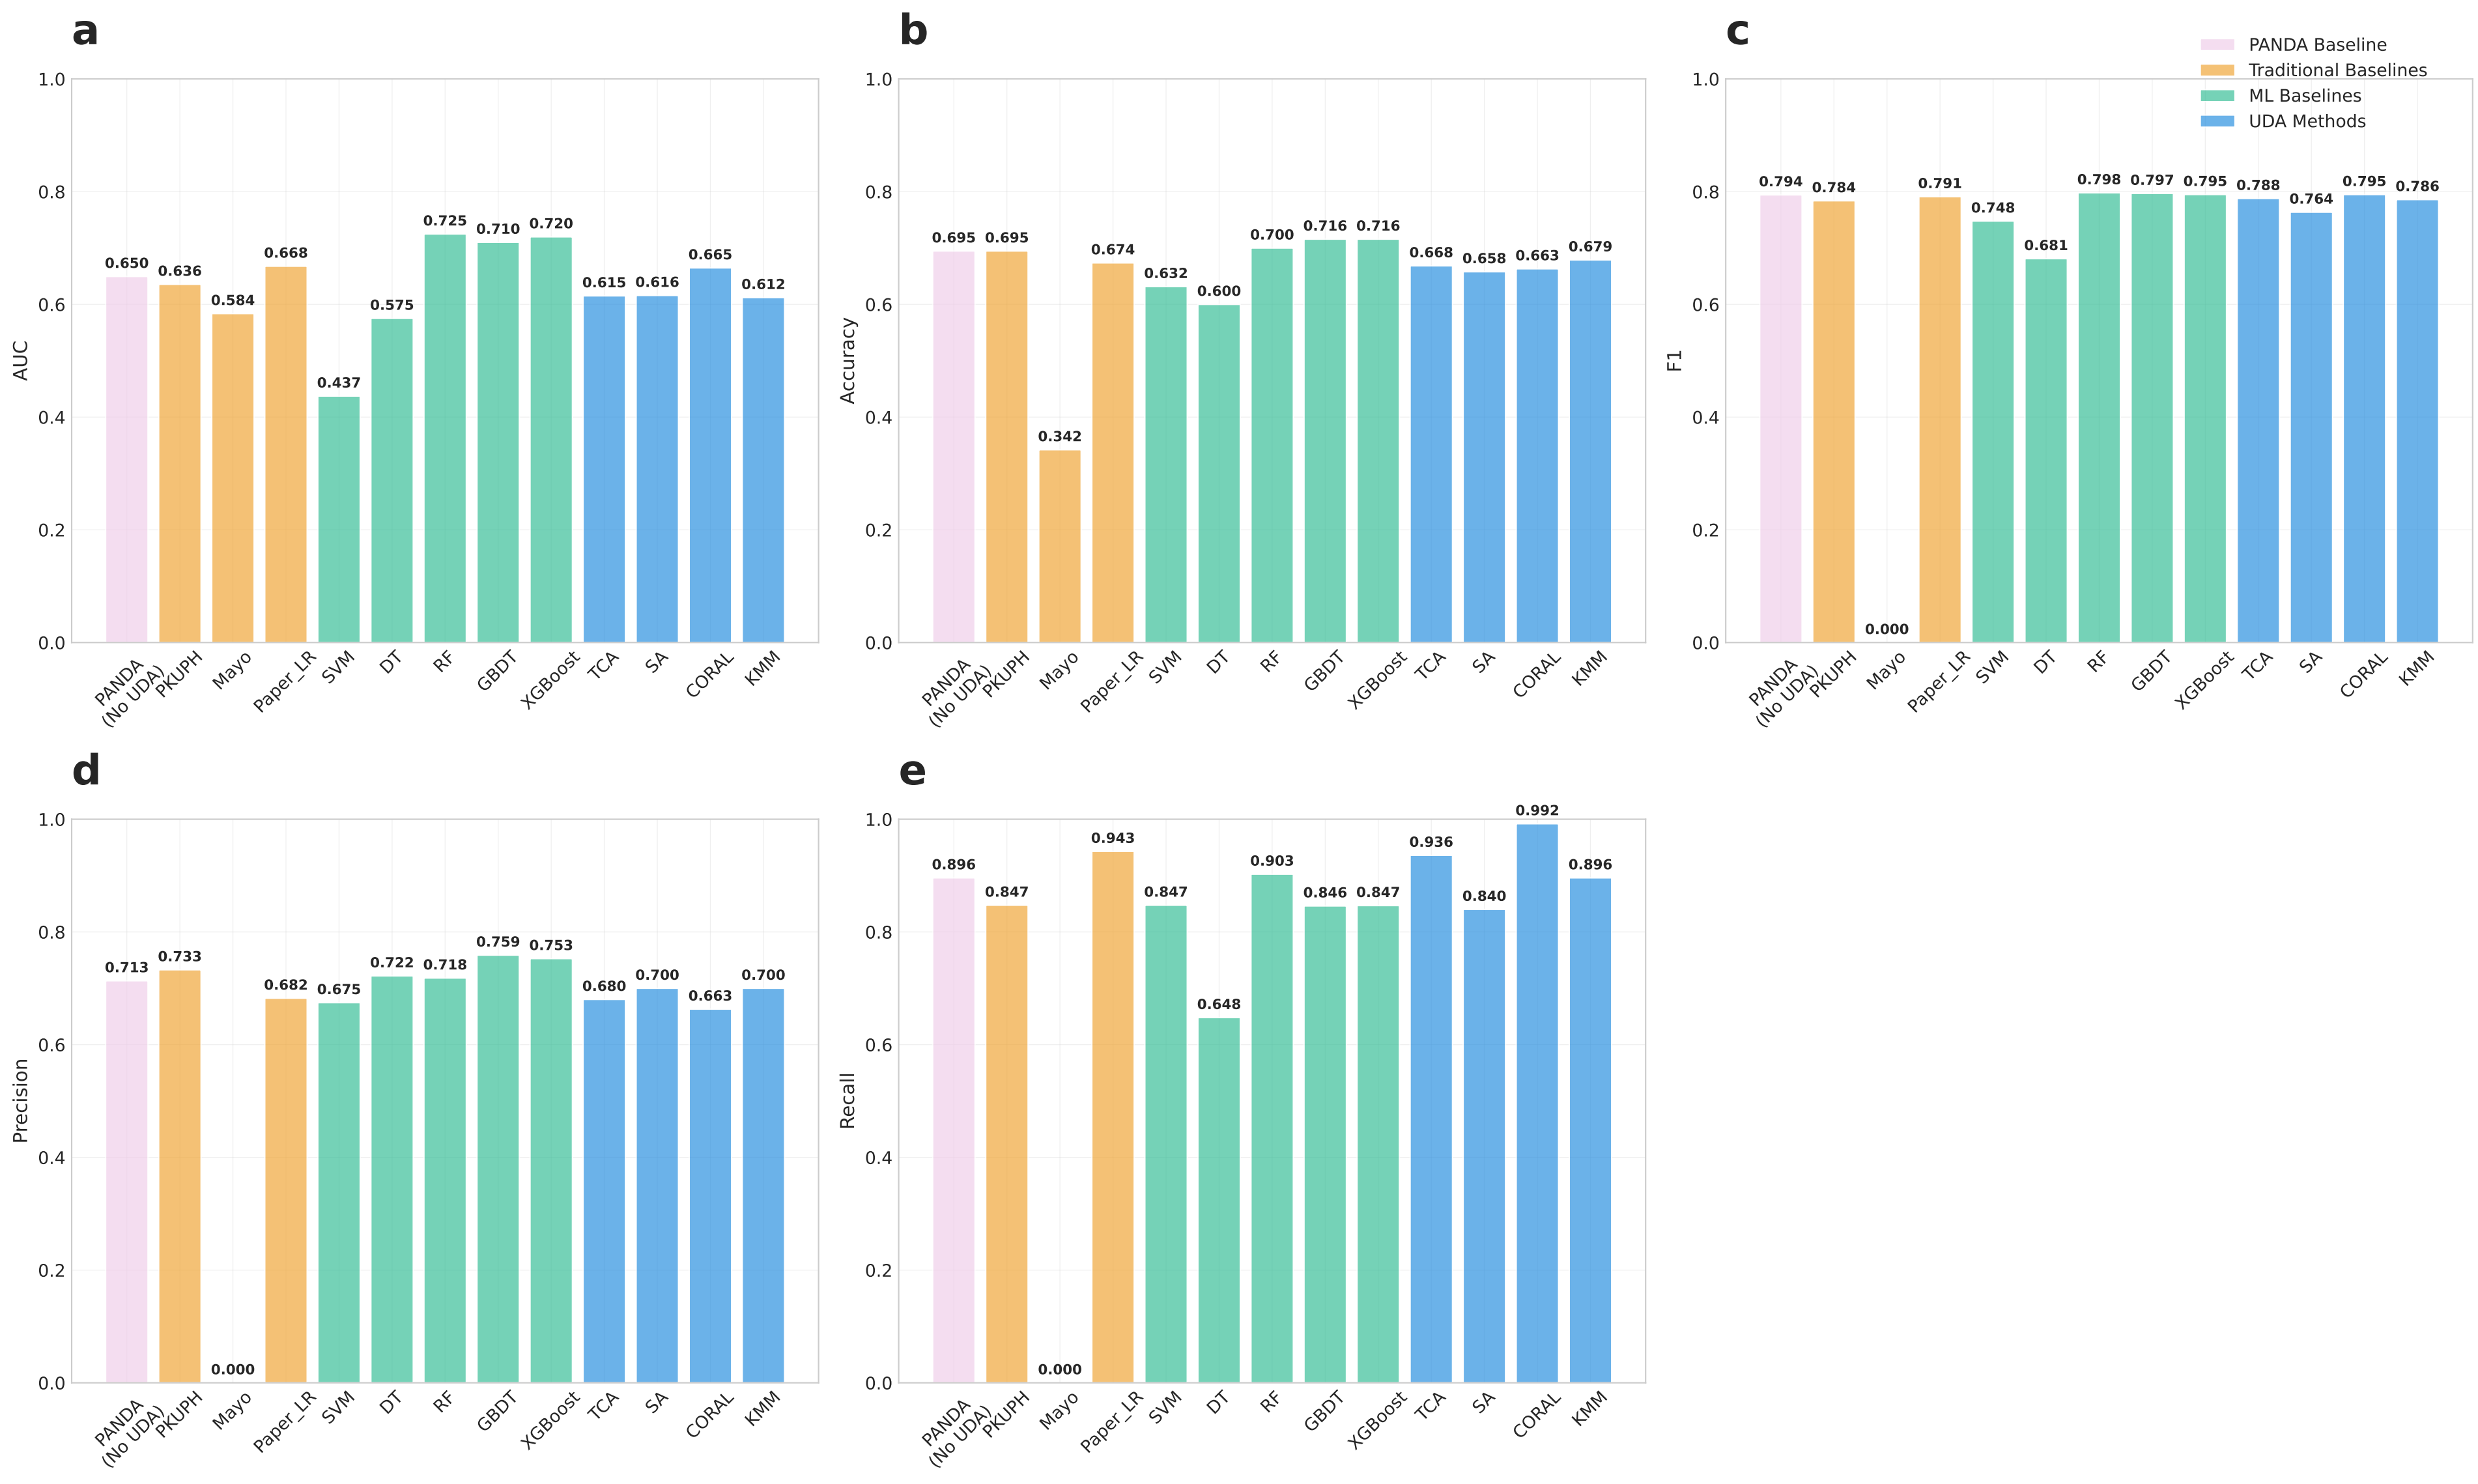 a
1.0
0.8
0.6
0.4
0.2
0.0
AUC
0.650
0.636
0.584
0.668
0.437
0.575
0.725
0.710
0.720
0.615
0.616
0.665
0.612
PANDA
(No UDA)
PKUPH
Mayo
Paper_LR
SVM
DT
RF
GBDT
XGBoost
TCA
SA
CORAL
KMM
b
1.0
0.8
0.6
0.4
0.2
0.0
Accuracy
0.695
0.695
0.342
0.674
0.632
0.600
0.700
0.716
0.716
0.668
0.658
0.663
0.679
PANDA
(No UDA)
PKUPH
Mayo
Paper_LR
SVM
DT
RF
GBDT
XGBoost
TCA
SA
CORAL
KMM
c
PANDA Baseline
Traditional Baselines
ML Baselines
UDA Methods
1.0
0.8
0.6
0.4
0.2
0.0
F1
0.794
0.784
0.000
0.791
0.748
0.681
0.798
0.797
0.795
0.788
0.764
0.795
0.786
PANDA
(No UDA)
PKUPH
Mayo
Paper_LR
SVM
DT
RF
GBDT
XGBoost
TCA
SA
CORAL
KMM
d
1.0
0.8
0.6
0.4
0.2
0.0
Precision
0.713
0.733
0.000
0.682
0.675
0.722
0.718
0.759
0.753
0.680
0.700
0.663
0.700
PANDA
(No UDA)
PKUPH
Mayo
Paper_LR
SVM
DT
RF
GBDT
XGBoost
TCA
SA
CORAL
KMM
e
1.0
0.8
0.6
0.4
0.2
0.0
Recall
0.896
0.847
0.000
0.943
0.847
0.648
0.903
0.846
0.847
0.936
0.840
0.992
0.896
PANDA
(No UDA)
PKUPH
Mayo
Paper_LR
SVM
DT
RF
GBDT
XGBoost
TCA
SA
CORAL
KMM